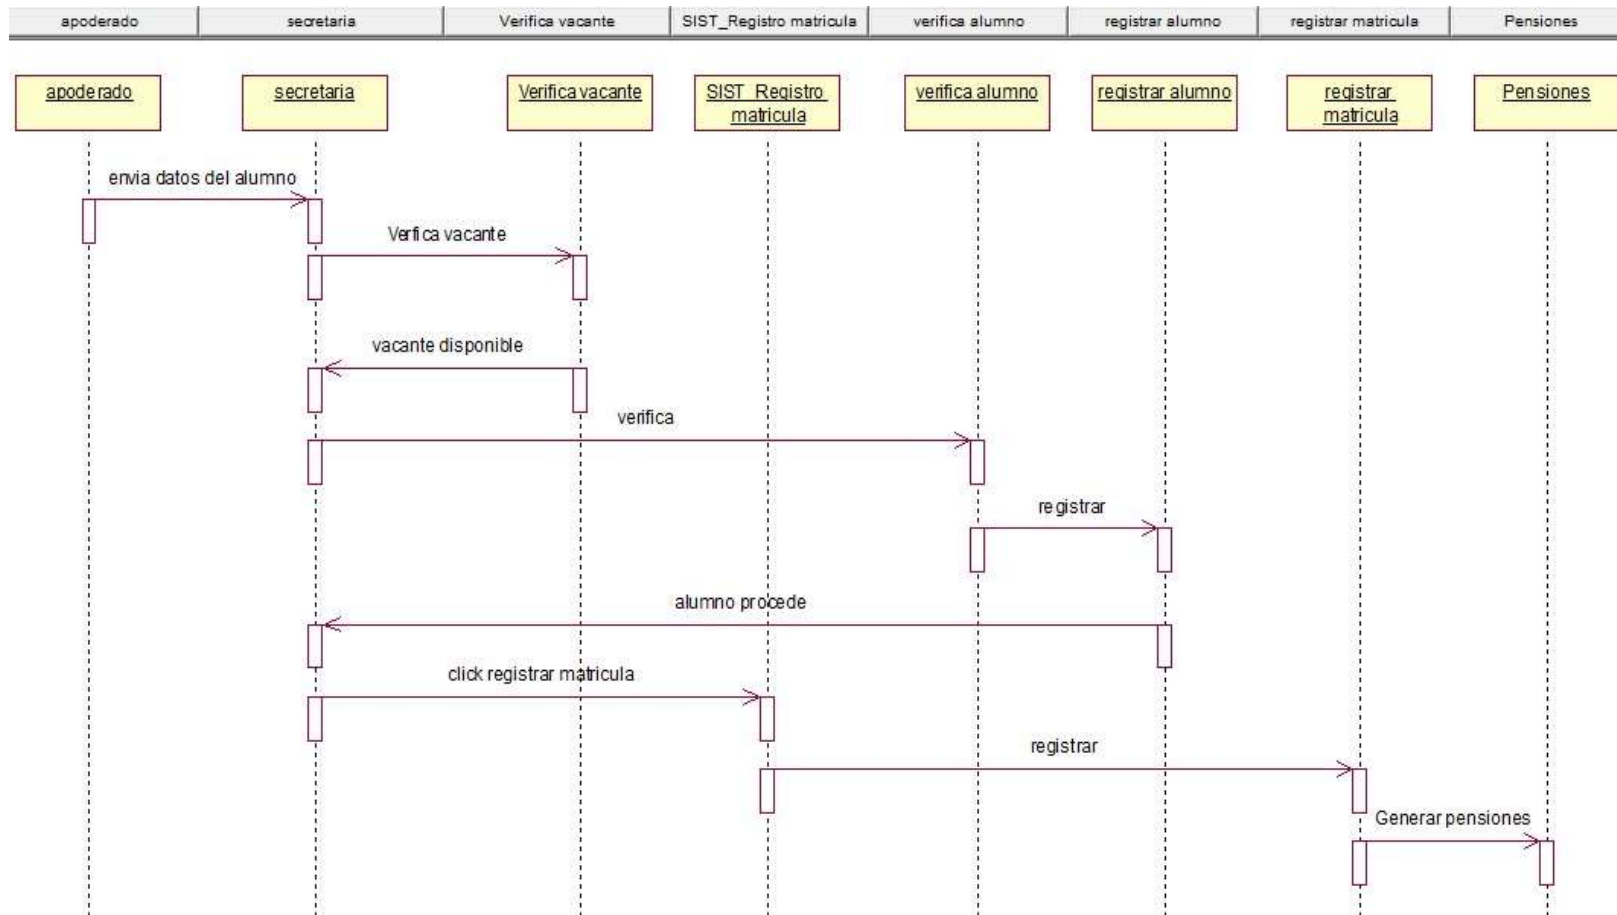 apoderado
secretaria
Verifica vacante
SIST_Registro matricula
verifica alumno
registrar alumno
registrar matricula
Pensiones
apoderado
secretaria
Verifica vacante
SIST_Registro
matricula
verifica alumno
registrar alumno
registrar
matricula
Pensiones
envia datos del alumno
Verfica vacante
vacante disponible
verifica
registrar
alumno procede
click registrar matricula
registrar
Generar pensiones